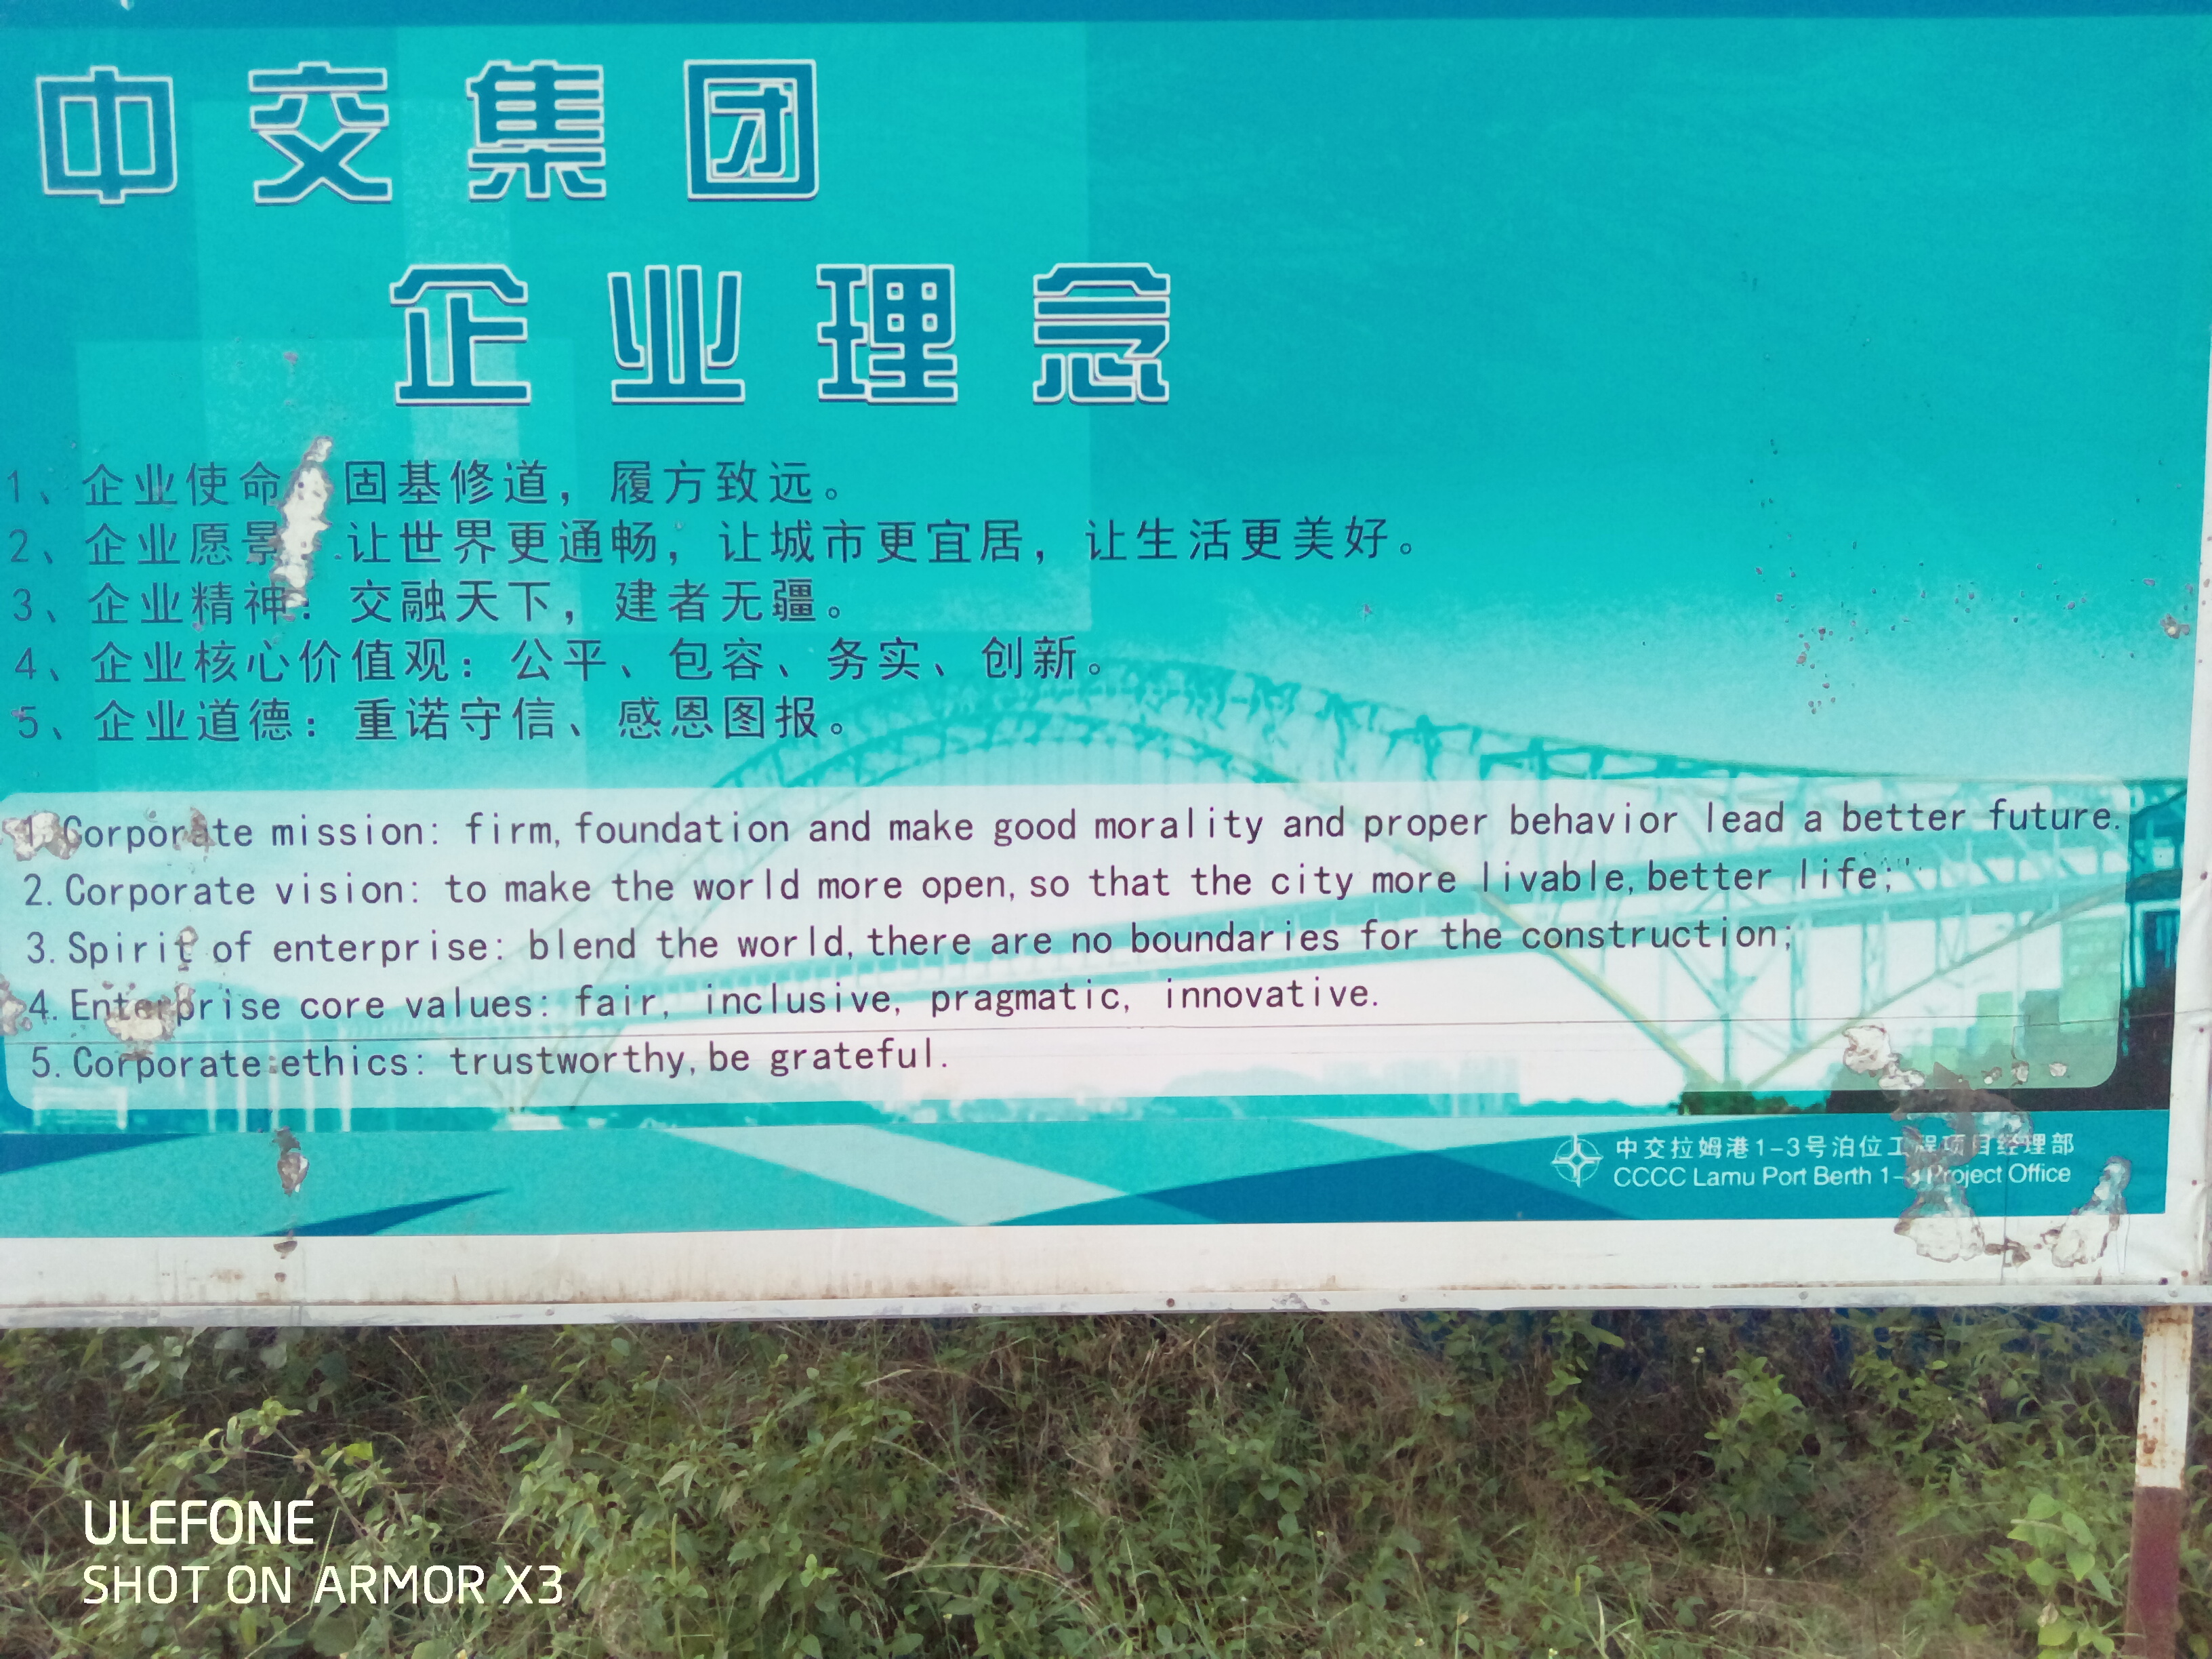 中交集团
企业理念
1、企业使命 固基修道，履方致远。
2、企业愿景 让世界更通畅，让城市更宜居，让生活更美好。
3、企业精神：交融天下，建者无疆。
4、企业核心价值观：公平、包容、务实、创新。
5、企业道德：重诺守信、感恩图报。
1. Corporate mission: firm, foundation and make good morality and proper behavior lead a better future.
2. Corporate vision: to make the world more open, so that the city more livable, better life;
3. Spirit of enterprise: blend the world, there are no boundaries for the construction;
4. Enterprise core values: fair, inclusive, pragmatic, innovative.
5. Corporate ethics: trustworthy, be grateful.
中交拉姆港1-3号泊位工程项目经理部
CCCC Lamu Port Berth 1-3 Project Office
ULEFONE
SHOT ON ARMOR X3